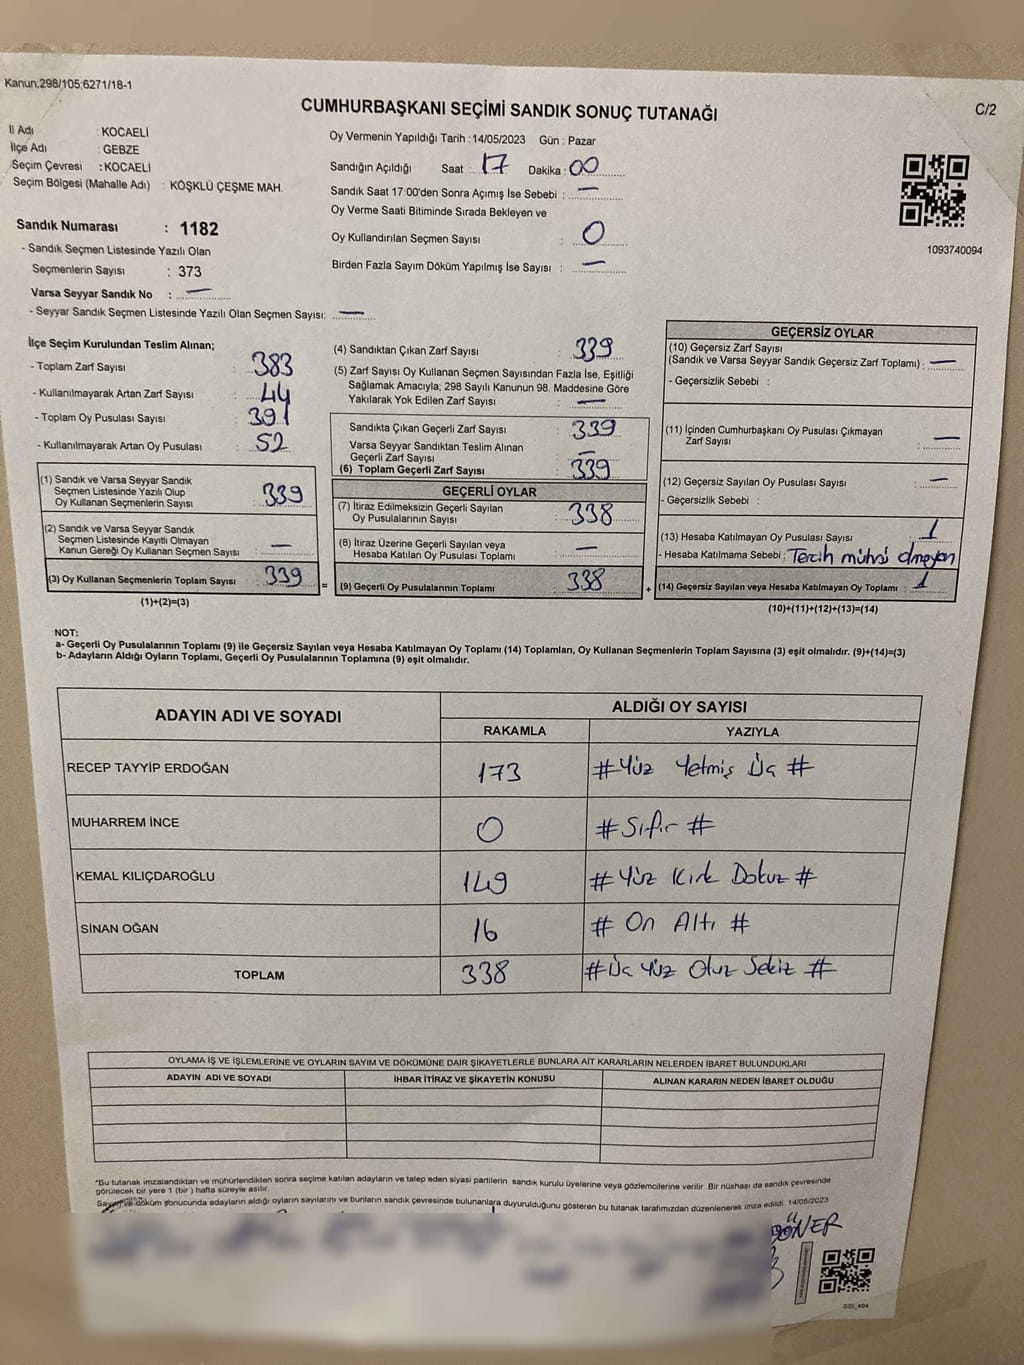 Kanun:298/105;6271/18-1
CUMHURBAŞKANI SEÇİMİ SANDIK SONUÇ TUTANAĞI
C/2
İl Adı : KOCAELİ
İlçe Adı : GEBZE
Seçim Çevresi : KOCAELİ
Seçim Bölgesi (Mahalle Adı) : KÖŞKLÜ ÇEŞME MAH.
Oy Vermenin Yapıldığı Tarih : 14/05/2023 Gün : Pazar
Sandığın Açıldığı Saat : 17 Dakika : 00
Sandık Saat 17:00'den Sonra Açımış İse Sebebi : —
Oy Verme Saati Bitiminde Sırada Bekleyen ve
Oy Kullandırılan Seçmen Sayısı : 0
Birden Fazla Sayım Döküm Yapılmış İse Sayısı : —
1093740094
Sandık Numarası : 1182
- Sandık Seçmen Listesinde Yazılı Olan
Seçmenlerin Sayısı : 373
Varsa Seyyar Sandık No : —
- Seyyar Sandık Seçmen Listesinde Yazılı Olan Seçmen Sayısı: —
İlçe Seçim Kurulundan Teslim Alınan;
- Toplam Zarf Sayısı : 383
- Kullanılmayarak Artan Zarf Sayısı : 44
- Toplam Oy Pusulası Sayısı : 391
- Kullanılmayarak Artan Oy Pusulası : 52
(1) Sandık ve Varsa Seyyar Sandık
Seçmen Listesinde Yazılı Olup
Oy Kullanan Seçmenlerin Sayısı : 339
(2) Sandık ve Varsa Seyyar Sandık
Seçmen Listesinde Kayıtlı Olmayan
Kanun Gereği Oy Kullanan Seçmen Sayısı : —
(3) Oy Kullanan Seçmenlerin Toplam Sayısı : 339
(1)+(2)=(3)
=
(4) Sandıktan Çıkan Zarf Sayısı : 339
(5) Zarf Sayısı Oy Kullanan Seçmen Sayısından Fazla İse, Eşitliği
Sağlamak Amacıyla; 298 Sayılı Kanunun 98. Maddesine Göre
Yakılarak Yok Edilen Zarf Sayısı : —
Sandıkta Çıkan Geçerli Zarf Sayısı : 339
Varsa Seyyar Sandıktan Teslim Alınan
Geçerli Zarf Sayısı : —
(6) Toplam Geçerli Zarf Sayısı : 339
GEÇERLİ OYLAR
(7) İtiraz Edilmeksizin Geçerli Sayılan
Oy Pusulalarının Sayısı : 338
(8) İtiraz Üzerine Geçerli Sayılan veya
Hesaba Katılan Oy Pusulası Toplamı : —
(9) Geçerli Oy Pusulalarının Toplamı : 338
+
GEÇERSİZ OYLAR
(10) Geçersiz Zarf Sayısı
(Sandık ve Varsa Seyyar Sandık Geçersiz Zarf Toplamı) : —
- Geçersizlik Sebebi :
(11) İçinden Cumhurbaşkanı Oy Pusulası Çıkmayan
Zarf Sayısı : —
(12) Geçersiz Sayılan Oy Pusulası Sayısı : —
- Geçersizlik Sebebi :
(13) Hesaba Katılmayan Oy Pusulası Sayısı : 1
- Hesaba Katılmama Sebebi : Tercih mührü olmayan
(14) Geçersiz Sayılan veya Hesaba Katılmayan Oy Toplamı : 1
(10)+(11)+(12)+(13)=(14)
NOT:
a- Geçerli Oy Pusulalarının Toplamı (9) ile Geçersiz Sayılan veya Hesaba Katılmayan Oy Toplamı (14) Toplamları, Oy Kullanan Seçmenlerin Toplam Sayısına (3) eşit olmalıdır. (9)+(14)=(3)
b- Adayların Aldığı Oyların Toplamı, Geçerli Oy Pusulalarının Toplamına (9) eşit olmalıdır.
ADAYIN ADI VE SOYADI
ALDIĞI OY SAYISI
RAKAMLA YAZIYLA
RECEP TAYYİP ERDOĞAN 173 #Yüz Yetmiş Üç #
MUHARREM İNCE 0 #Sıfır #
KEMAL KILIÇDAROĞLU 149 #Yüz Kırk Dokuz #
SİNAN OĞAN 16 # On Altı #
TOPLAM 338 #Üç Yüz Otuz Sekiz #
OYLAMA İŞ VE İŞLEMLERİNE VE OYLARIN SAYIM VE DÖKÜMÜNE DAİR ŞİKAYETLERLE BUNLARA AİT KARARLARIN NELERDEN İBARET BULUNDUKLARI
ADAYIN ADI VE SOYADI İHBAR İTİRAZ VE ŞİKAYETİN KONUSU ALINAN KARARIN NEDEN İBARET OLDUĞU
*Bu tutanak imzalandıktan ve mühürlendikten sonra seçime katılan adayların ve talep eden siyasi partilerin sandık kurulu üyelerine veya gözlemcilerine verilir. Bir nüshası da sandık çevresinde
görülecek bir yere 1 (bir) hafta süreyle asılır.
Sayım ve döküm sonucunda adayların aldığı oyların sayılarını ve bunların sandık çevresinde bulunanlara duyurulduğunu gösteren bu tutanak tarafımızdan düzenlenerek imza edildi. 14/05/2023
DÖNER